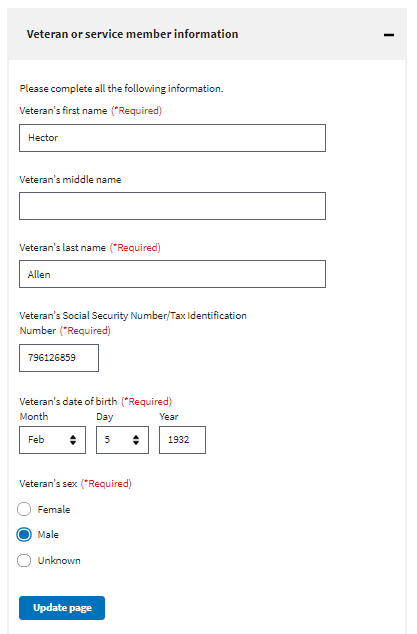 Veteran or service member information
Please complete all the following information.
Veteran's first name (*Required)
Hector
Veteran's middle name
Veteran's last name (*Required)
Allen
Veteran's Social Security Number/Tax Identification
Number (*Required)
796126859
Veteran's date of birth (*Required)
Month Day Year
Feb 5 1932
Veteran's sex (*Required)
Female
Male
Unknown
Update page